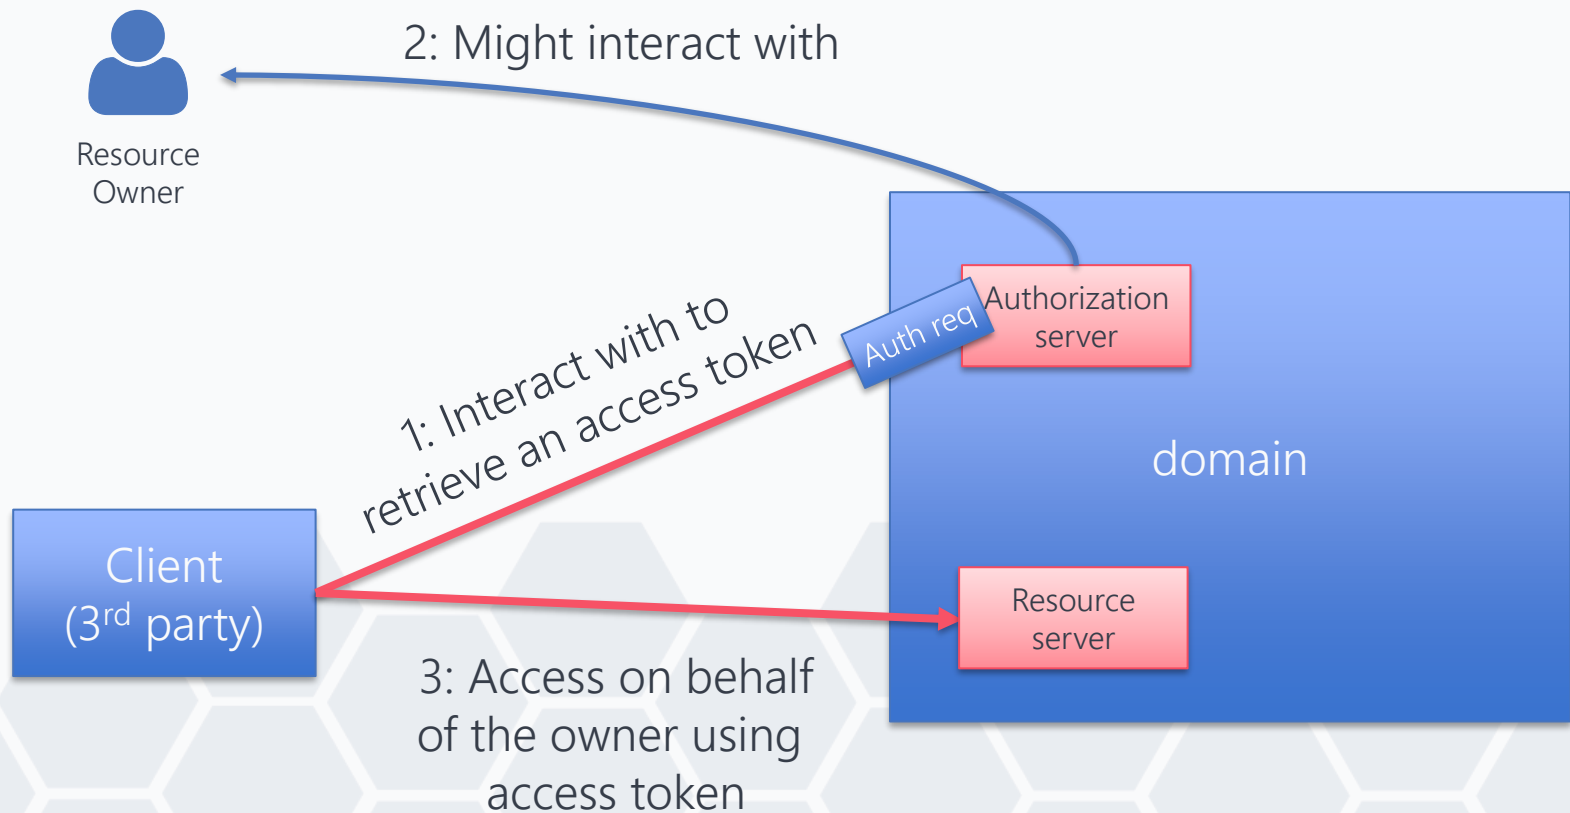 2: Might interact with
Resource
Owner
Authorization
server
Auth req
1: Interact with to
retrieve an access token
domain
Client
(3rd party)
Resource
server
3: Access on behalf
of the owner using
access token